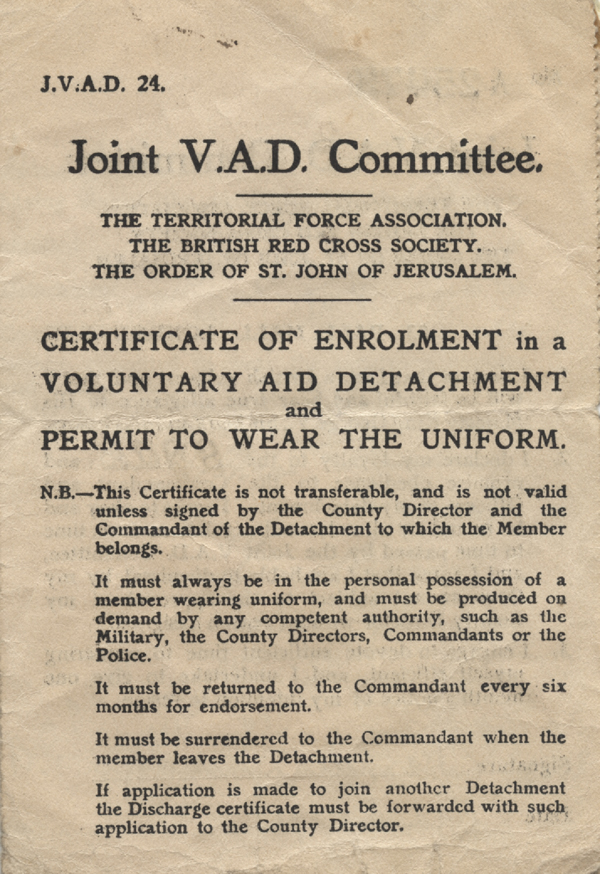 J.V.A.D. 24.
Joint V.A.D. Committee.
THE TERRITORIAL FORCE ASSOCIATION.
THE BRITISH RED CROSS SOCIETY.
THE ORDER OF ST. JOHN OF JERUSALEM.
CERTIFICATE OF ENROLMENT in a
VOLUNTARY AID DETACHMENT
and
PERMIT TO WEAR THE UNIFORM.
N.B.—This Certificate is not transferable, and is not valid
unless signed by the County Director and the
Commandant of the Detachment to which the Member
belongs.
It must always be in the personal possession of a
member wearing uniform, and must be produced on
demand by any competent authority, such as the
Military, the County Directors, Commandants or the
Police.
It must be returned to the Commandant every six
months for endorsement.
It must be surrendered to the Commandant when the
member leaves the Detachment.
If application is made to join another Detachment
the Discharge certificate must be forwarded with such
application to the County Director.